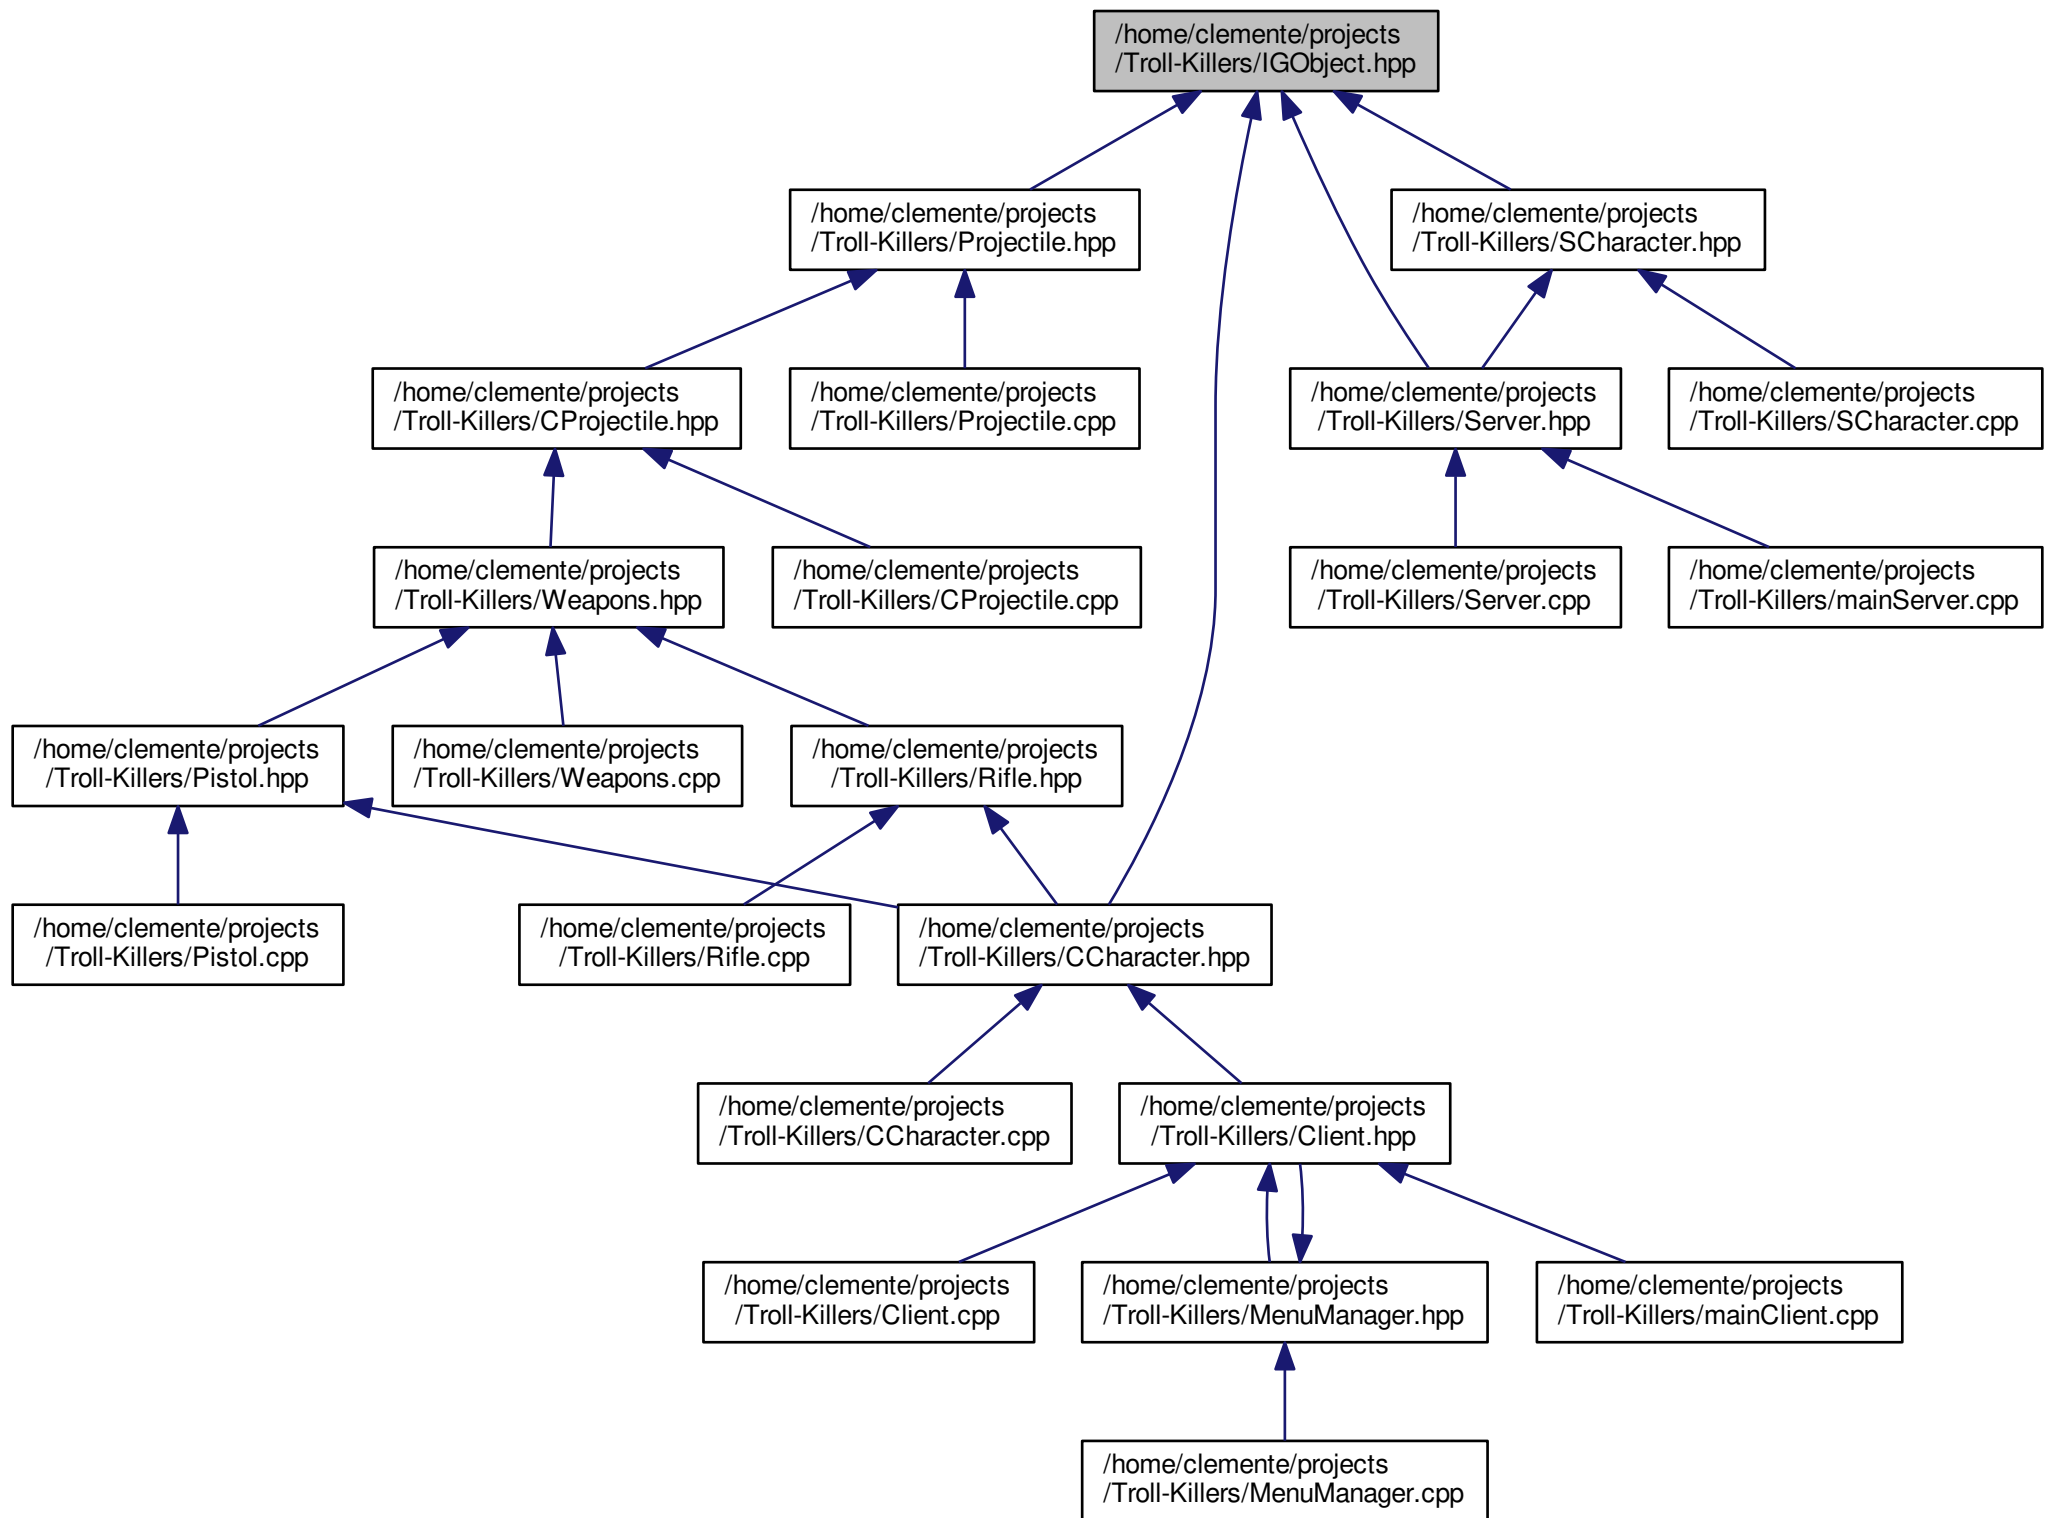 /home/clemente/projects
/Troll-Killers/IGObject.hpp
/home/clemente/projects
/Troll-Killers/Projectile.hpp
/home/clemente/projects
/Troll-Killers/SCharacter.hpp
/home/clemente/projects
/Troll-Killers/CProjectile.hpp
/home/clemente/projects
/Troll-Killers/Projectile.cpp
/home/clemente/projects
/Troll-Killers/Server.hpp
/home/clemente/projects
/Troll-Killers/SCharacter.cpp
/home/clemente/projects
/Troll-Killers/Weapons.hpp
/home/clemente/projects
/Troll-Killers/CProjectile.cpp
/home/clemente/projects
/Troll-Killers/Server.cpp
/home/clemente/projects
/Troll-Killers/mainServer.cpp
/home/clemente/projects
/Troll-Killers/Pistol.hpp
/home/clemente/projects
/Troll-Killers/Weapons.cpp
/home/clemente/projects
/Troll-Killers/Rifle.hpp
/home/clemente/projects
/Troll-Killers/Pistol.cpp
/home/clemente/projects
/Troll-Killers/Rifle.cpp
/home/clemente/projects
/Troll-Killers/CCharacter.hpp
/home/clemente/projects
/Troll-Killers/CCharacter.cpp
/home/clemente/projects
/Troll-Killers/Client.hpp
/home/clemente/projects
/Troll-Killers/Client.cpp
/home/clemente/projects
/Troll-Killers/MenuManager.hpp
/home/clemente/projects
/Troll-Killers/mainClient.cpp
/home/clemente/projects
/Troll-Killers/MenuManager.cpp